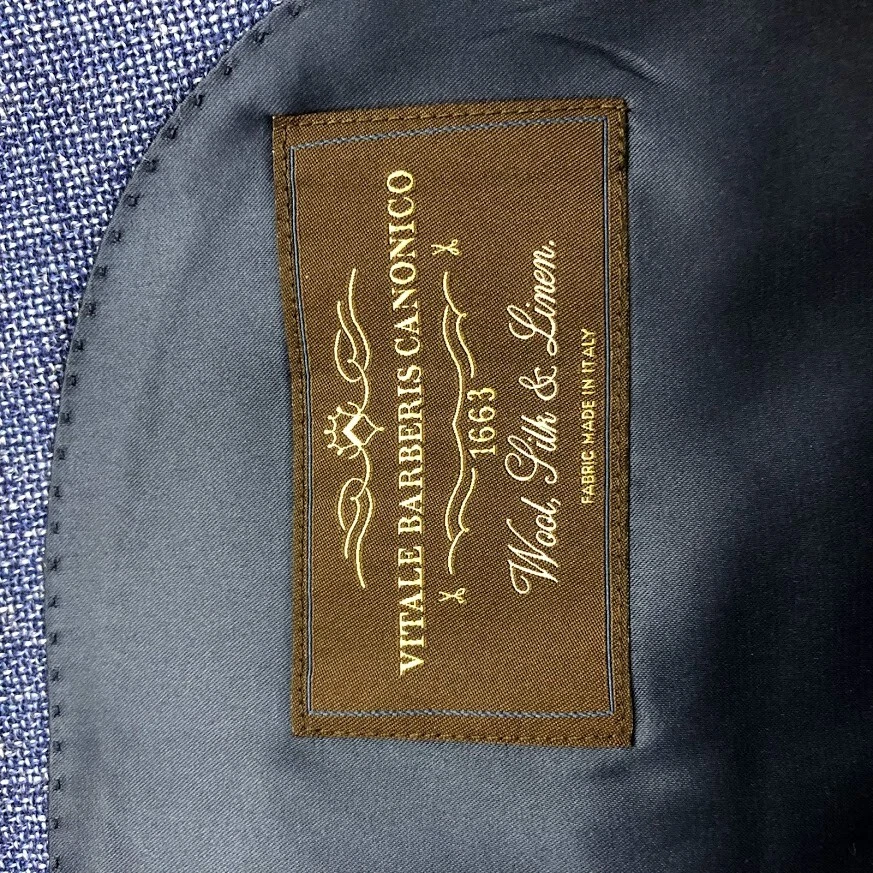 VITALE BARBERIS CANONICO
1663
Wool, Silk & Linen.
FABRIC MADE IN ITALY